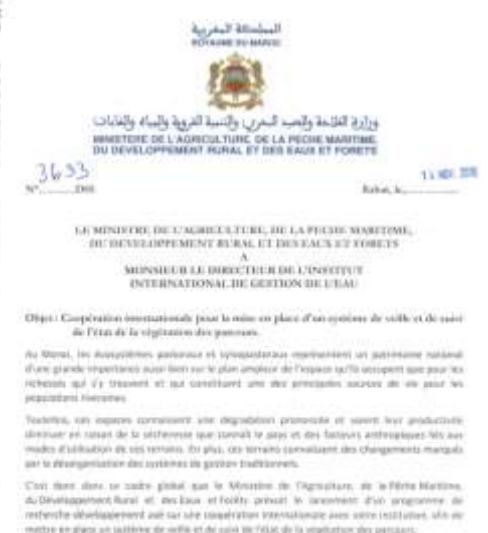 المملكة المغربية
ROYAUME DU MAROC
وزارة الفلاحة والصيد البحري والتنمية القروية والمياه والغابات
MINISTERE DE L'AGRICULTURE, DE LA PECHE MARITIME,
DU DEVELOPPEMENT RURAL ET DES EAUX ET FORETS
3693
N°
Rabat, le
LE MINISTRE DE L'AGRICULTURE, DE LA PECHE MARITIME,
DU DEVELOPPEMENT RURAL ET DES EAUX ET FORETS
A
MONSIEUR LE DIRECTEUR DE L'INSTITUT
INTERNATIONAL DE GESTION DE L'EAU
Objet : Coopération internationale pour la mise en place d'un système de veille et de suivi
de l'état de la végétation des parcours.
Au Maroc, les écosystèmes pastoraux et sylvopastoraux représentent un patrimoine national
d'une grande importance aussi bien sur le plan ampleur de l'espace qu'ils occupent que pour les
richesses qui s'y trouvent et qui constituent une des principales sources de vie pour les
populations riveraines.
Toutefois, ces espaces connaissent une dégradation prononcée et voient leur productivité
diminuer en raison de la sécheresse que connaît le pays et des facteurs anthropiques liés aux
modes d'utilisation de ces terrains. En plus, ces terrains connaissent des changements marqués
par la désorganisation des systèmes de gestion traditionnels.
C'est donc dans ce cadre global que le Ministère de l'Agriculture, de la Pêche Maritime,
du Développement Rural et des Eaux et Forêts prévoit le lancement d'un programme de
recherche développement axé sur une coopération internationale avec votre institution, afin de
mettre en place un système de veille et de suivi de l'état de la végétation des parcours.